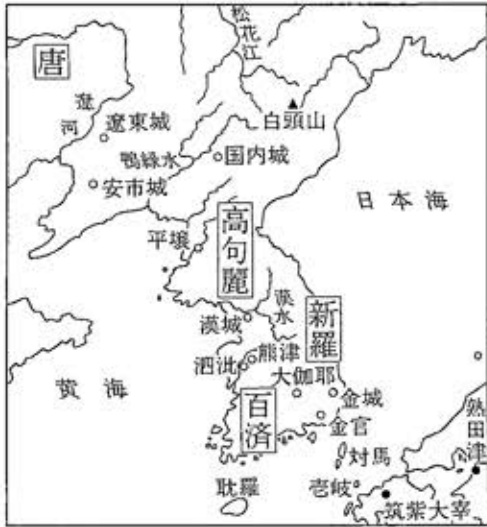 松花江
唐
遼河
遼東城
白頭山
鴨緑水
国内城
安市城
日本海
平壌
高句麗
漢水
新羅
漢城
熊津
泗沘
大伽耶
黄海
百済
金城
金官
熟田津
対馬
耽羅
壱岐
筑紫大宰